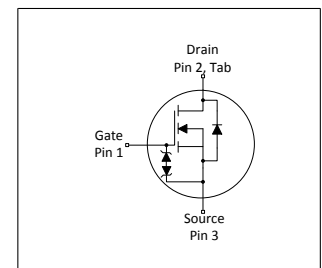 Drain
Pin 2, Tab
Gate
Pin 1
Source
Pin 3